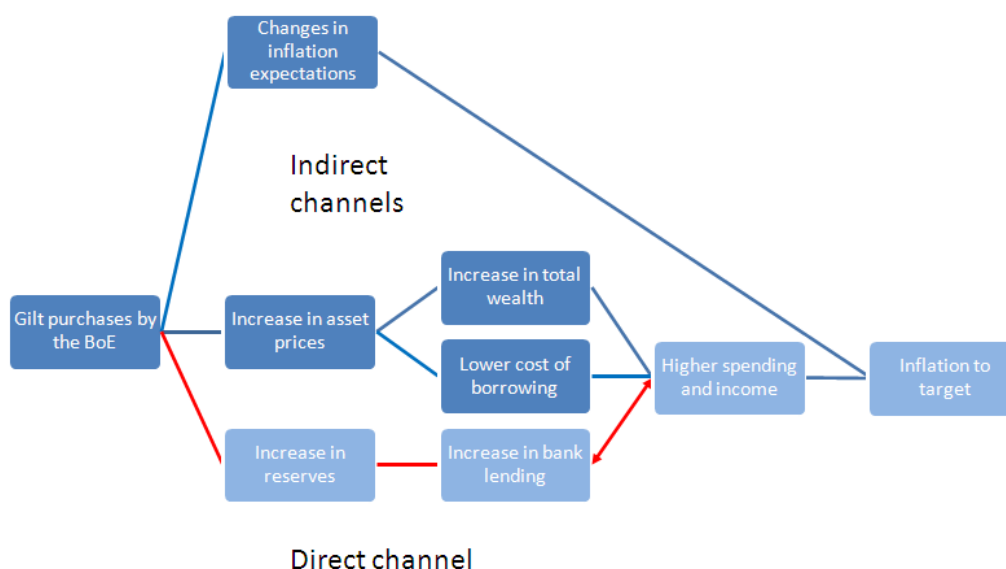 Changes in
inflation
expectations
Indirect
channels
Increase in total
wealth
Gilt purchases by
the BoE
Increase in asset
prices
Lower cost of
borrowing
Higher spending
and income
Inflation to
target
Increase in
reserves
Increase in bank
lending
Direct channel